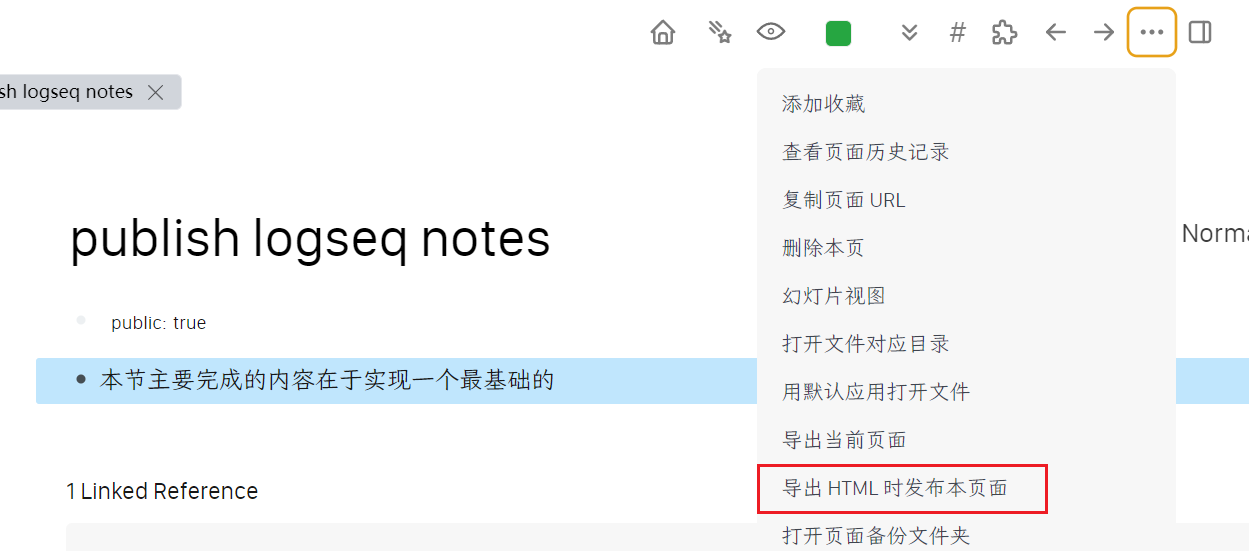 sh logseq notes
添加收藏
查看页面历史记录
复制页面 URL
删除本页
幻灯片视图
打开文件对应目录
用默认应用打开文件
导出当前页面
导出 HTML 时发布本页面
打开页面备份文件夹
publish logseq notes
Norma
public: true
本节主要完成的内容在于实现一个最基础的
1 Linked Reference